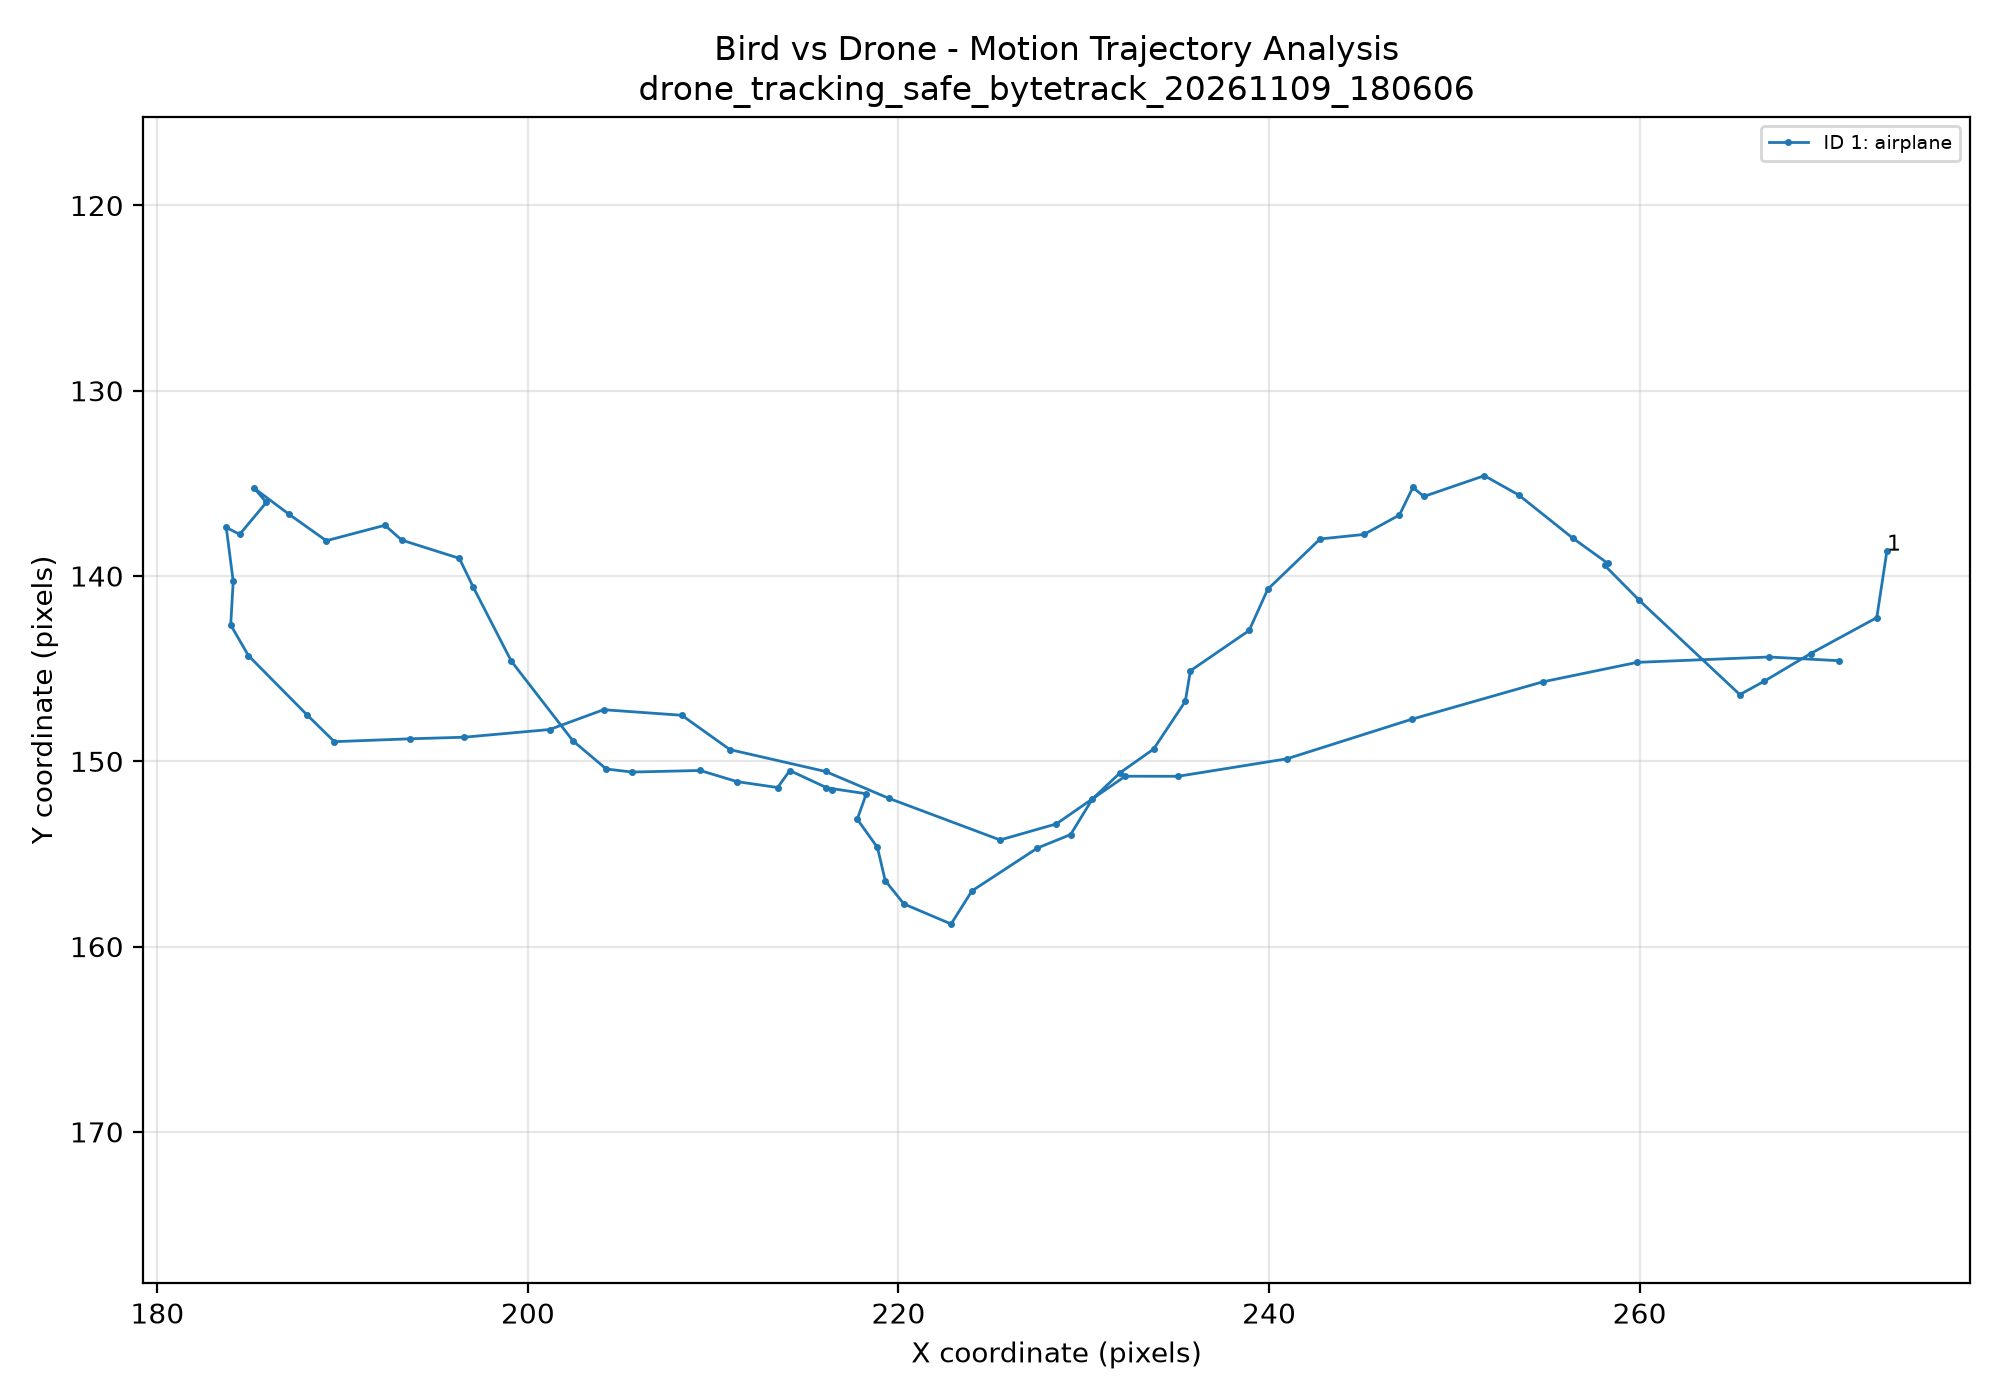 Bird vs Drone - Motion Trajectory Analysis
drone_tracking_safe_bytetrack_20261109_180606
ID 1: airplane
120
130
140
150
160
170
Y coordinate (pixels)
1
180
200
220
240
260
X coordinate (pixels)